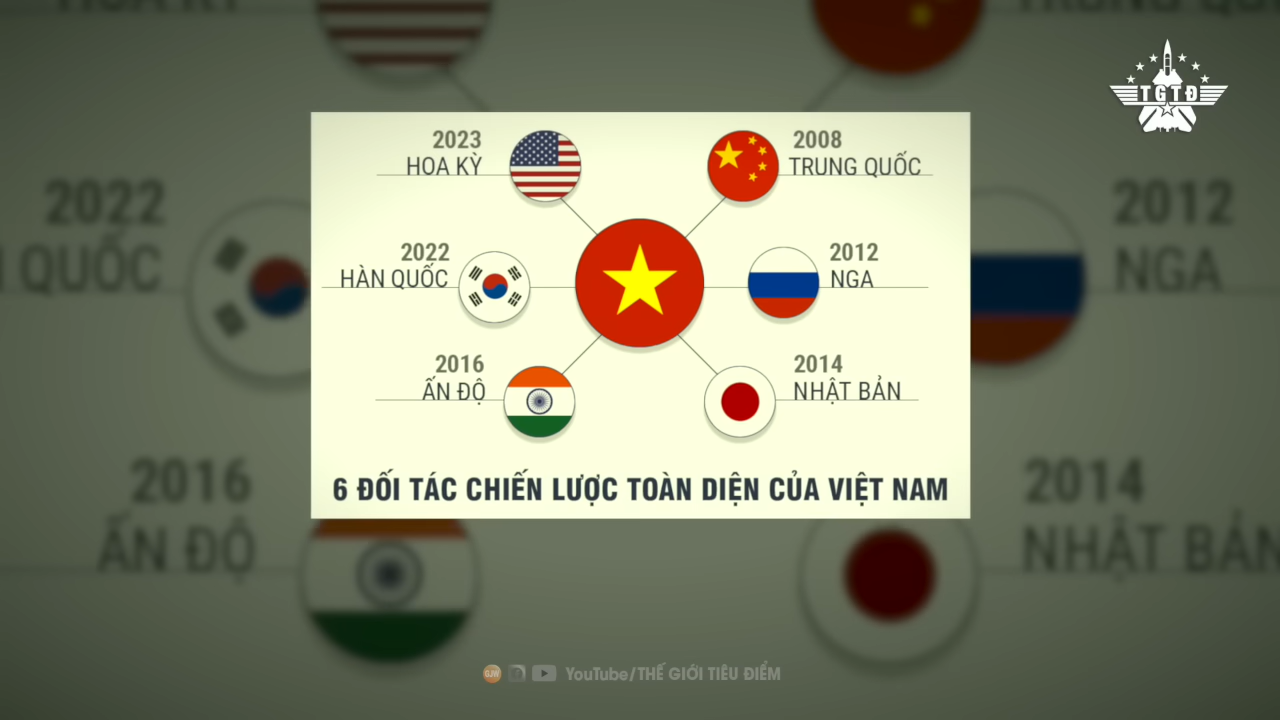 2023
HOA KỲ
2008
TRUNG QUỐC
2022
HÀN QUỐC
2012
NGA
2016
ẤN ĐỘ
2014
NHẬT BẢN
6 ĐỐI TÁC CHIẾN LƯỢC TOÀN DIỆN CỦA VIỆT NAM
TGTĐ
2022
QUỐC
2012
NGA
2016
ẤN ĐỘ
2014
NHẬT BẢN
GJW
YouTube/THẾ GIỚI TIÊU ĐIỂM